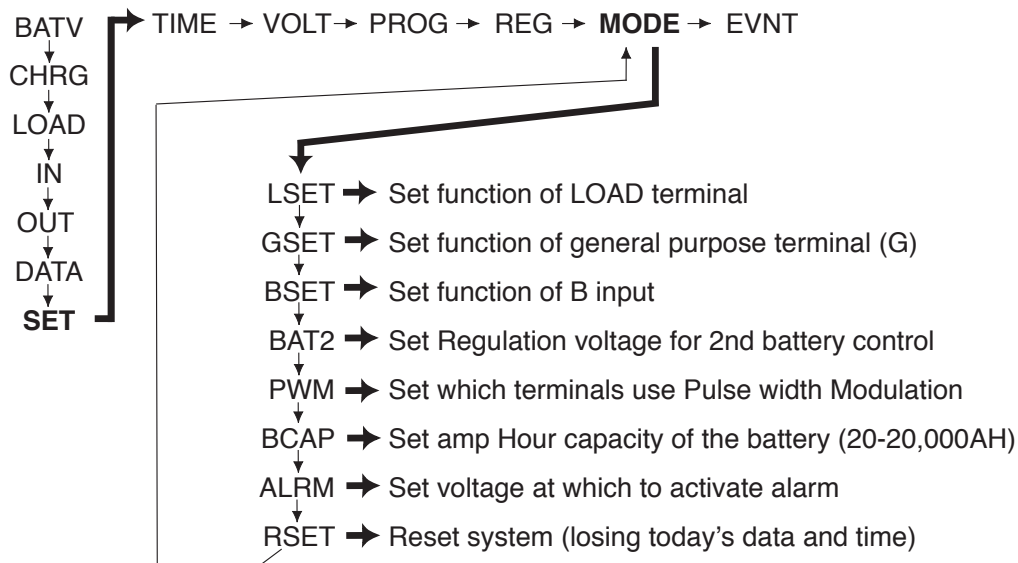 BATV
CHRG
LOAD
IN
OUT
DATA
SET
TIME VOLT PROG REG MODE EVNT
LSET Set function of LOAD terminal
GSET Set function of general purpose terminal (G)
BSET Set function of B input
BAT2 Set Regulation voltage for 2nd battery control
PWM Set which terminals use Pulse width Modulation
BCAP Set amp Hour capacity of the battery (20-20,000AH)
ALRM Set voltage at which to activate alarm
RSET Reset system (losing today's data and time)